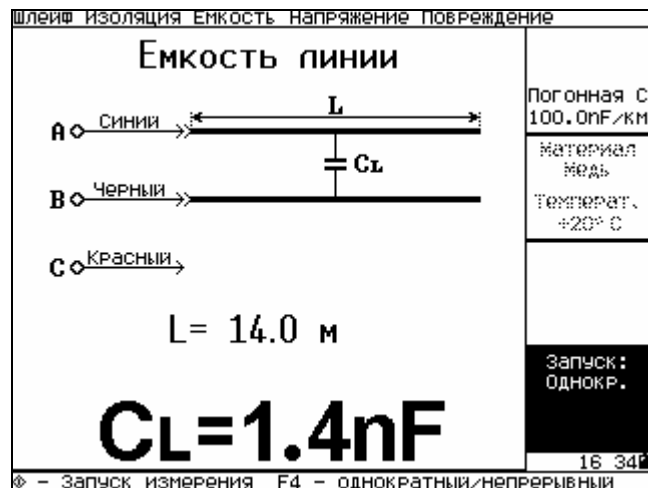 Шлейф Изоляция Емкость Напряжение Повреждение
Емкость линии
Погонная С
100.0nF/км
L
A Синий
Материал
Медь
CL
B Черный
Температ.
+20° C
C Красный
L= 14.0 м
Запуск:
Однокр.
CL=1.4nF
16 34
- Запуск измерения F4 - однократный/непрерывный